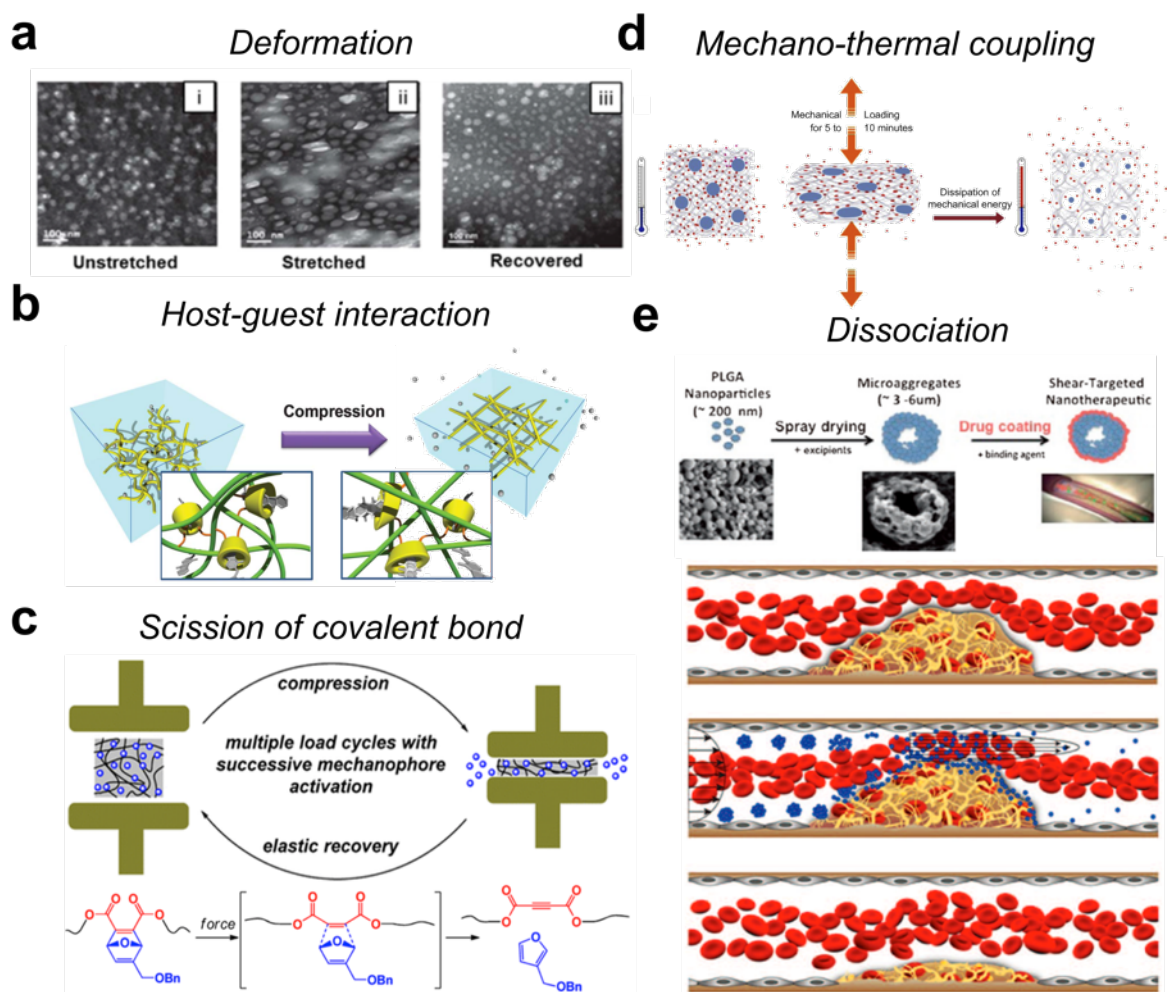 a
Deformation
i
ii
iii
100 nm
100 nm
100 nm
Unstretched
Stretched
Recovered
b
Host-guest interaction
Compression
c
Scission of covalent bond
compression
multiple load cycles with
successive mechanophore
activation
elastic recovery
O
O
O
O
O
OBn
force
O
O
O
O
O
OBn
O
O
O
O
O
OBn
d
Mechano-thermal coupling
Mechanical Loading
for 5 to 10 minutes
Dissipation of
mechanical energy
e
Dissociation
PLGA
Nanoparticles
(~ 200 nm)
Spray drying
+ excipients
Microaggregates
(~ 3 -6um)
Drug coating
+ binding agent
Shear-Targeted
Nanotherapeutic